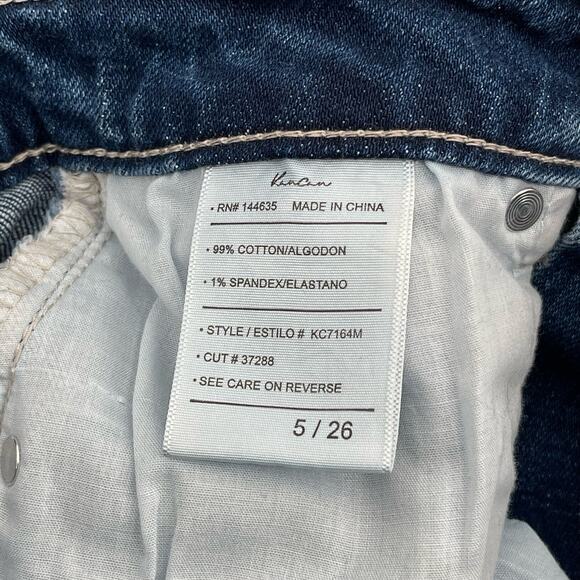 KanCan
• RN# 144635 MADE IN CHINA
• 99% COTTON/ALGODON
• 1% SPANDEX/ELASTANO
• STYLE / ESTILO # KC7164M
• CUT # 37288
• SEE CARE ON REVERSE
5 / 26